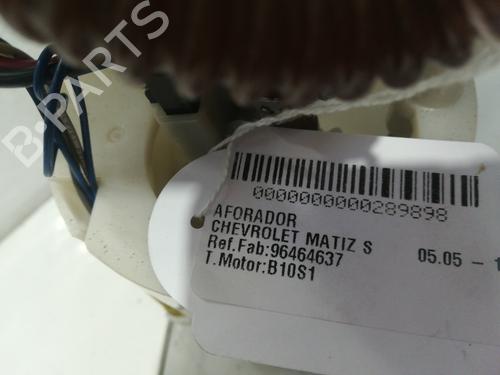 B-PARTS
0000000000289898
AFORADOR
CHEVROLET MATIZ S 05.05 -
Ref.Fab:96464637
T.Motor:B10S1